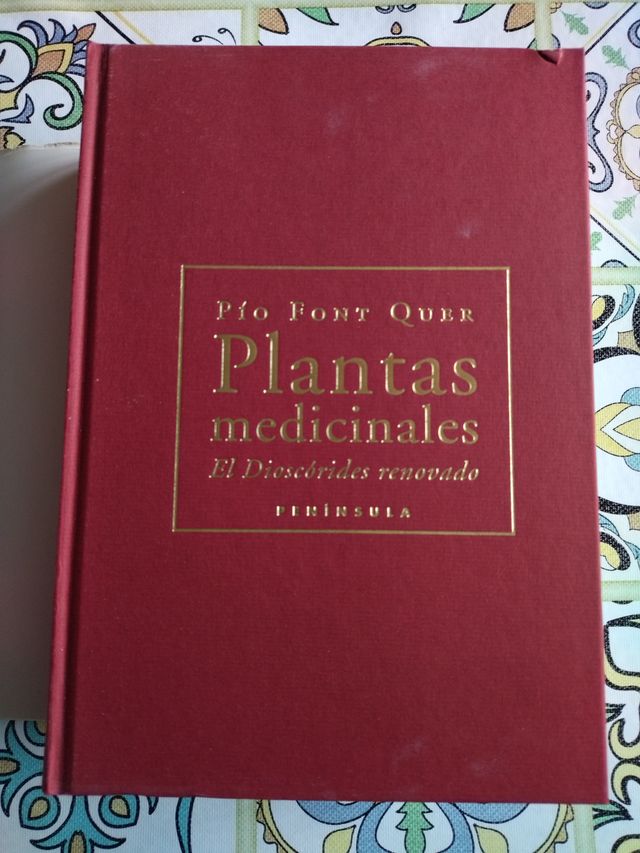 Pío Font Quer
Plantas
medicinales
El Dioscórides renovado
PENÍNSULA